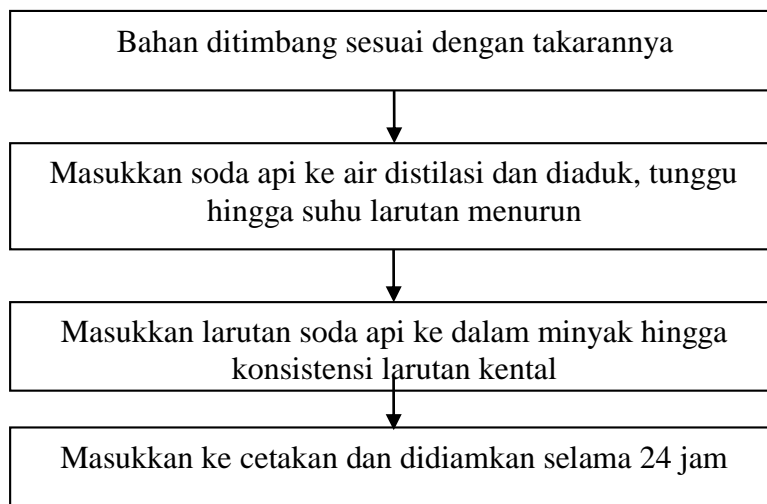 Bahan ditimbang sesuai dengan takarannya
Masukkan soda api ke air distilasi dan diaduk, tunggu
hingga suhu larutan menurun
Masukkan larutan soda api ke dalam minyak hingga
konsistensi larutan kental
Masukkan ke cetakan dan didiamkan selama 24 jam